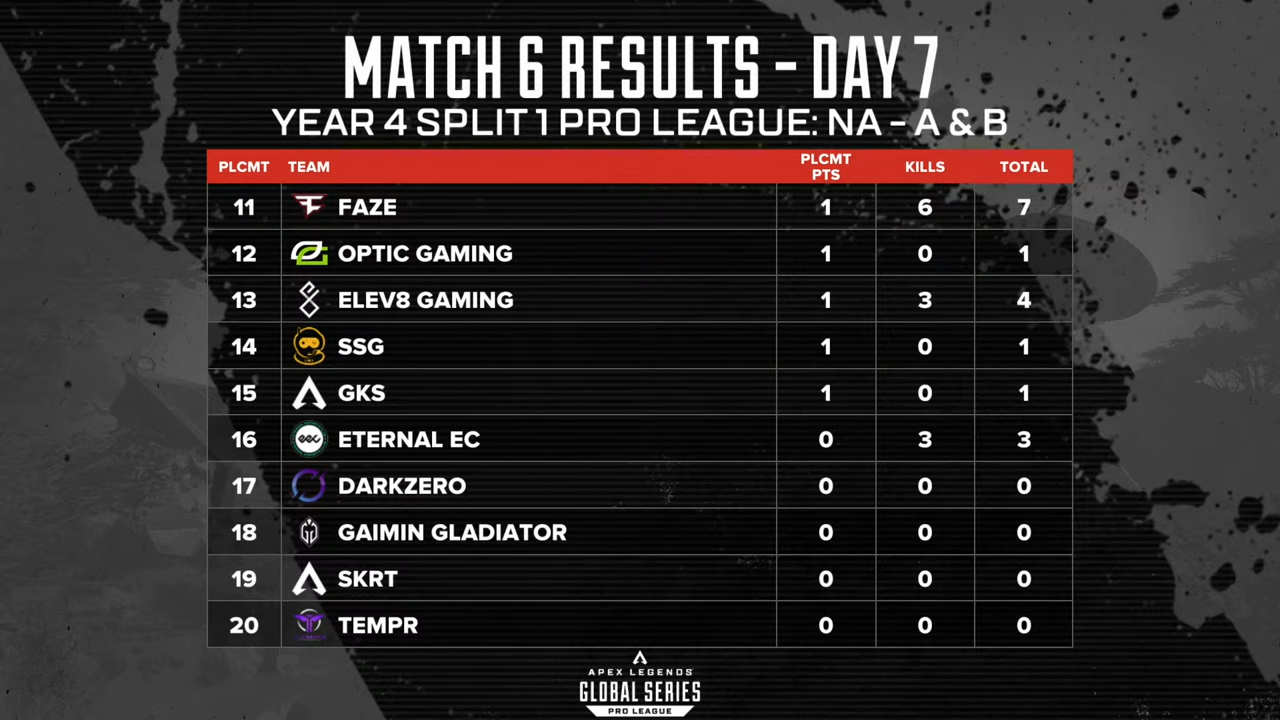 MATCH 6 RESULTS - DAY 7
YEAR 4 SPLIT 1 PRO LEAGUE: NA - A & B
PLCMT TEAM PLCMT PTS KILLS TOTAL
11 FAZE 1 6 7
12 OPTIC GAMING 1 0 1
13 ELEV8 GAMING 1 3 4
14 SSG 1 0 1
15 GKS 1 0 1
16 eec ETERNAL EC 0 3 3
17 DARKZERO 0 0 0
18 GAIMIN GLADIATOR 0 0 0
19 SKRT 0 0 0
20 TEMPR 0 0 0
APEX LEGENDS
GLOBAL SERIES
PRO LEAGUE